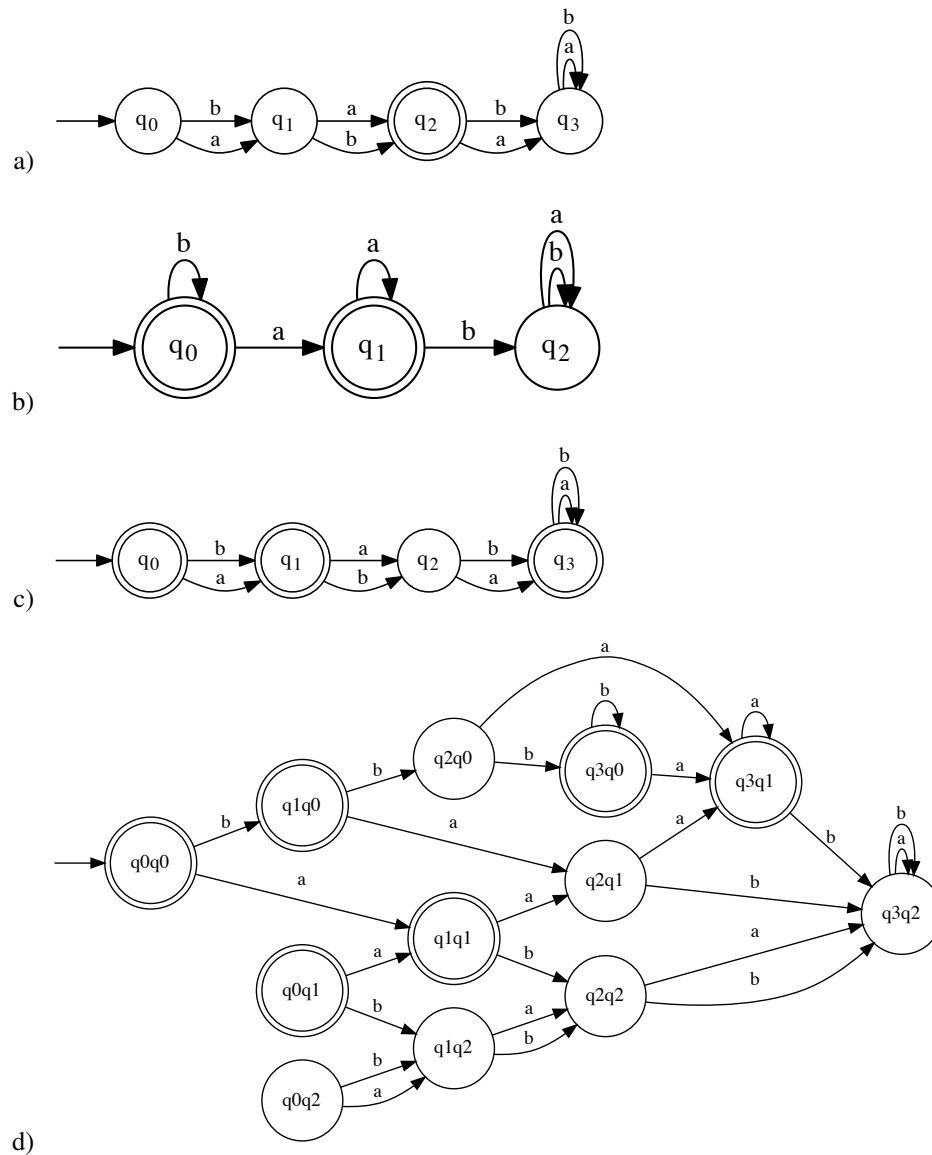 b
a
b a b
q0 q1 q2 q3
a b a
a)
b a a
b
a b
q0 q1 q2
b)
b
a
b a b
q0 q1 q2 q3
a b a
c)
a
b
a
q2q0 b q3q0 a q3q1
b
q1q0
b a
a b b
q0q0 a
a q2q1 b
a q3q2
q1q1 a
a b
q0q1 q2q2 b
b a
q1q2 b
b
q0q2 a
d)